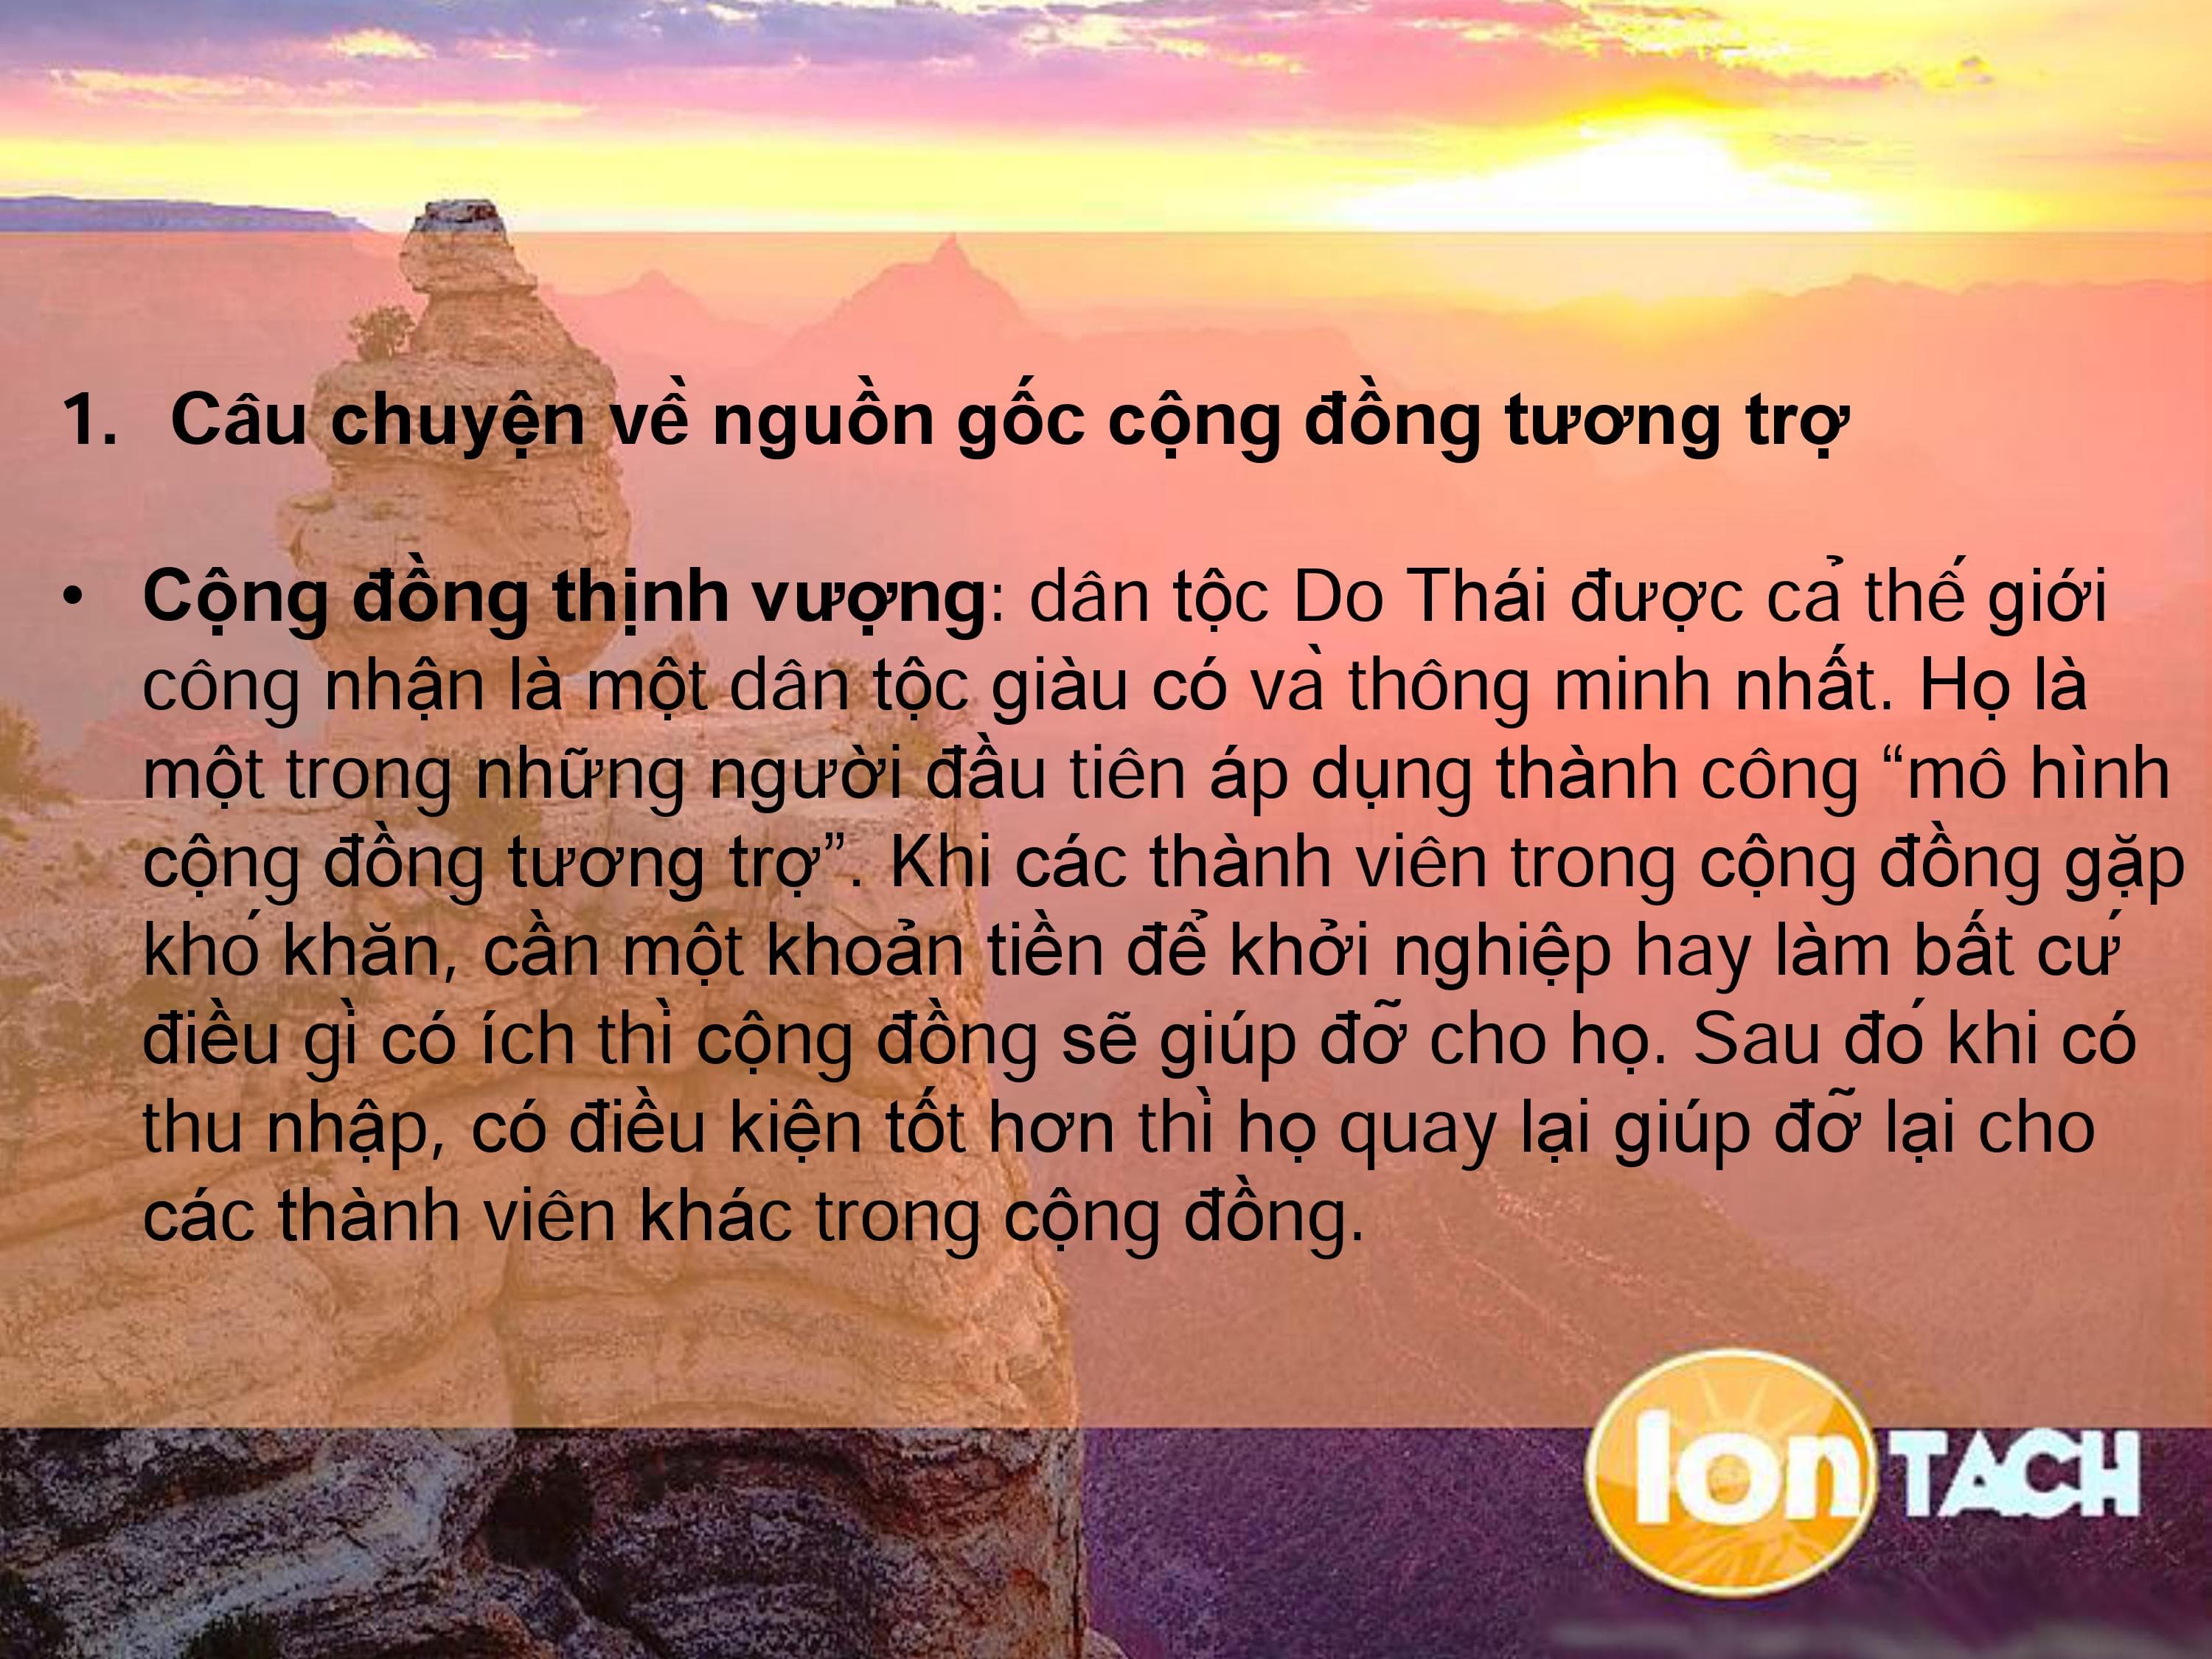 1. Câu chuyện về nguồn gốc cộng đồng tương trợ
• Cộng đồng thịnh vượng: dân tộc Do Thái được cả thế giới
công nhận là một dân tộc giàu có và thông minh nhất. Họ là
một trong những người đầu tiên áp dụng thành công “mô hình
cộng đồng tương trợ”. Khi các thành viên trong cộng đồng gặp
khó khăn, cần một khoản tiền để khởi nghiệp hay làm bất cứ
điều gì có ích thì cộng đồng sẽ giúp đỡ cho họ. Sau đó khi có
thu nhập, có điều kiện tốt hơn thì họ quay lại giúp đỡ lại cho
các thành viên khác trong cộng đồng.
Ion TACH